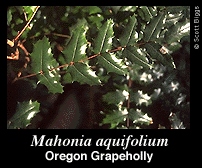 © Scott Biggs
Mahonia aquifolium
Oregon Grapeholly